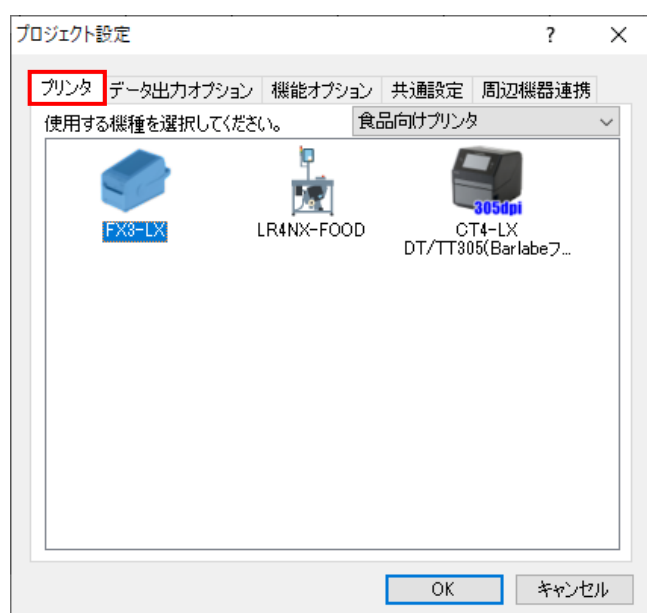 プロジェクト設定 ? ×
プリンタ データ出力オプション 機能オプション 共通設定 周辺機器連携
使用する機種を選択してください。 食品向けプリンタ
305dpi
FX3-LX LR4NX-FOOD CT4-LX
DT/TT305(Barlabeフ...
OK キャンセル